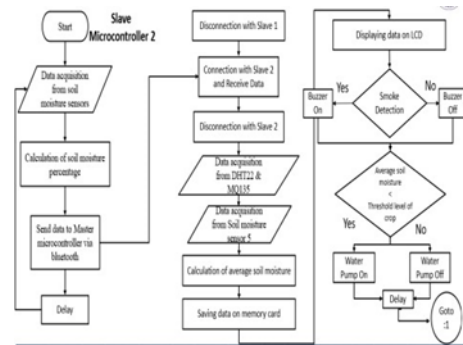 Slave
Microcontroller 2
Start
Data acquisition
from soil
moisture sensors
Calculation of soil moisture
percentage
Send data to Master
microcontroller via
bluetooth
Delay
Disconnection with Slave 1
Connection with Slave 2
and Receive Data
Disconnection with Slave 2
Data acquisition
from DHT22 &
MQ135
Data acquisition
from Soil moisture
sensor 5
Calculation of average soil moisture
Saving data on memory card
Displaying data on LCD
Smoke
Detection
Yes
No
Buzzer
On
Buzzer
Off
Average soil
moisture
<
Threshold level of
crop
Yes
No
Water
Pump On
Water
Pump Off
Delay
Goto
:1